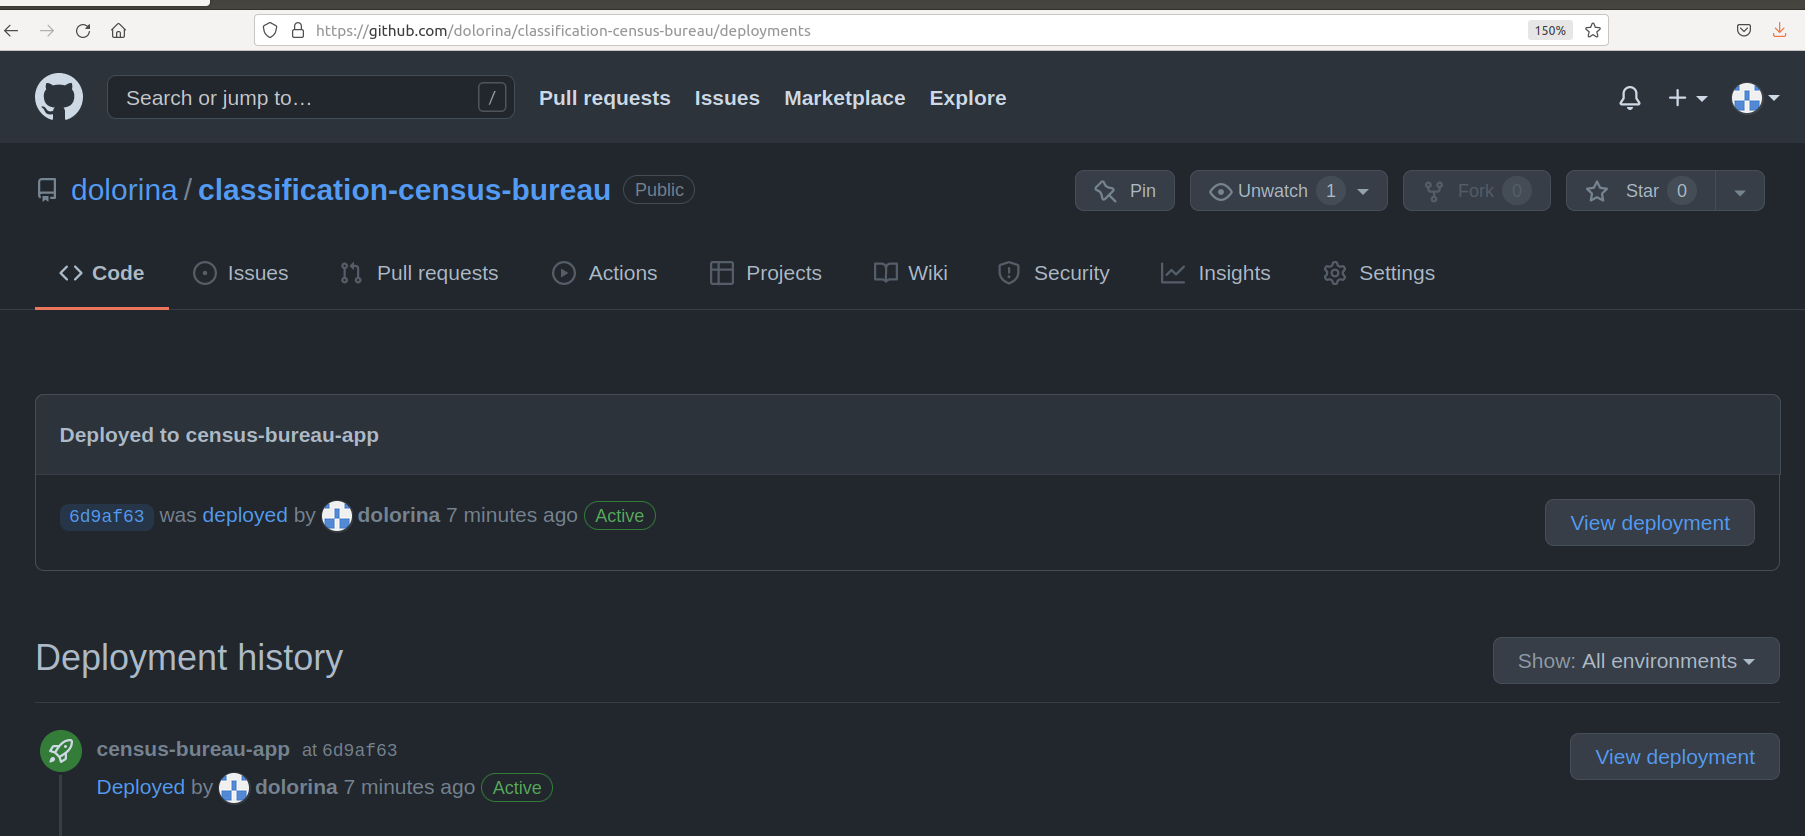 https://github.com/dolorina/classification-census-bureau/deployments 150%
Search or jump to… / Pull requests Issues Marketplace Explore
dolorina / classification-census-bureau Public Pin Unwatch 1 Fork 0 Star 0
Code Issues Pull requests Actions Projects Wiki Security Insights Settings
Deployed to census-bureau-app
6d9af63 was deployed by dolorina 7 minutes ago Active View deployment
Deployment history Show: All environments
census-bureau-app at 6d9af63 View deployment
Deployed by dolorina 7 minutes ago Active